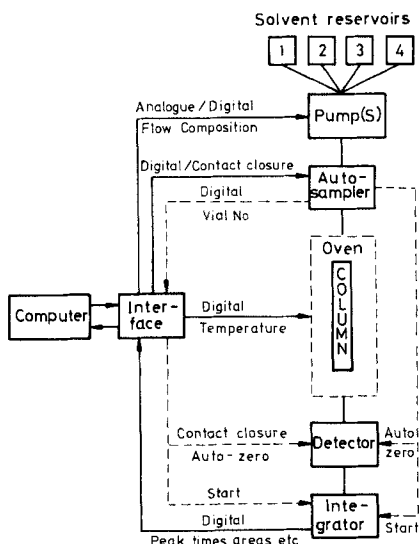 Solvent reservoirs
1 2 3 4
Analogue/Digital
Flow Composition
Pump(S)
Digital/Contact closure
Auto-
sampler
Digital
Vial No
Oven
COLUMN
Computer
Inter-
face
Digital
Temperature
Contact closure
Auto-zero
Detector
Auto
zero
Start
Inte-
grator
Start
Digital
Peak times areas etc